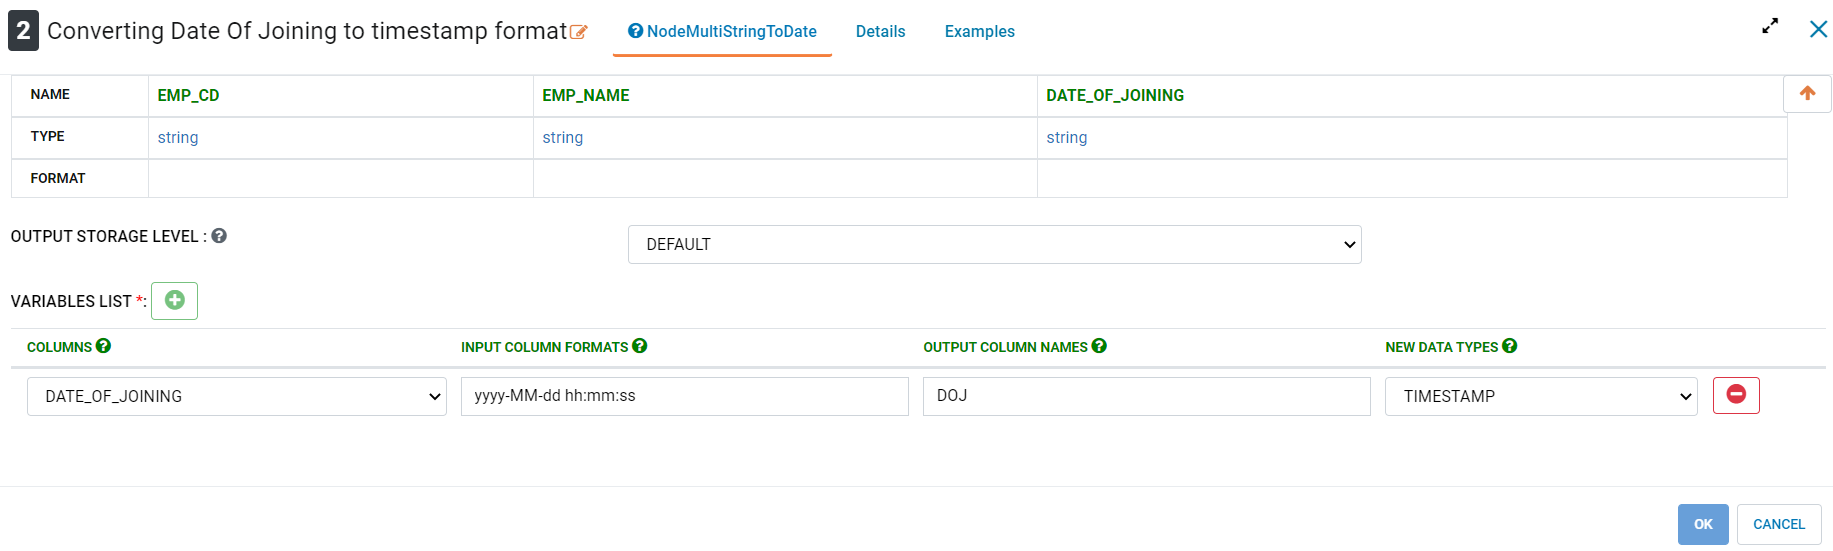 2 Converting Date Of Joining to timestamp format NodeMultiStringToDate Details Examples
NAME EMP_CD EMP_NAME DATE_OF_JOINING
TYPE string string string
FORMAT
OUTPUT STORAGE LEVEL : DEFAULT
VARIABLES LIST *:
COLUMNS INPUT COLUMN FORMATS OUTPUT COLUMN NAMES NEW DATA TYPES
DATE_OF_JOINING yyyy-MM-dd hh:mm:ss DOJ TIMESTAMP
OK CANCEL